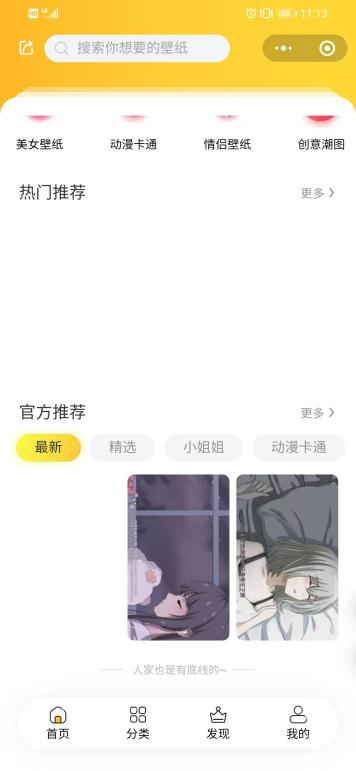 11:13
搜索你想要的壁纸
美女壁纸 动漫卡通 情侣壁纸 创意潮图
热门推荐 更多
官方推荐 更多
最新 精选 小姐姐 动漫卡通
人家也是有底线的~
首页 分类 发现 我的